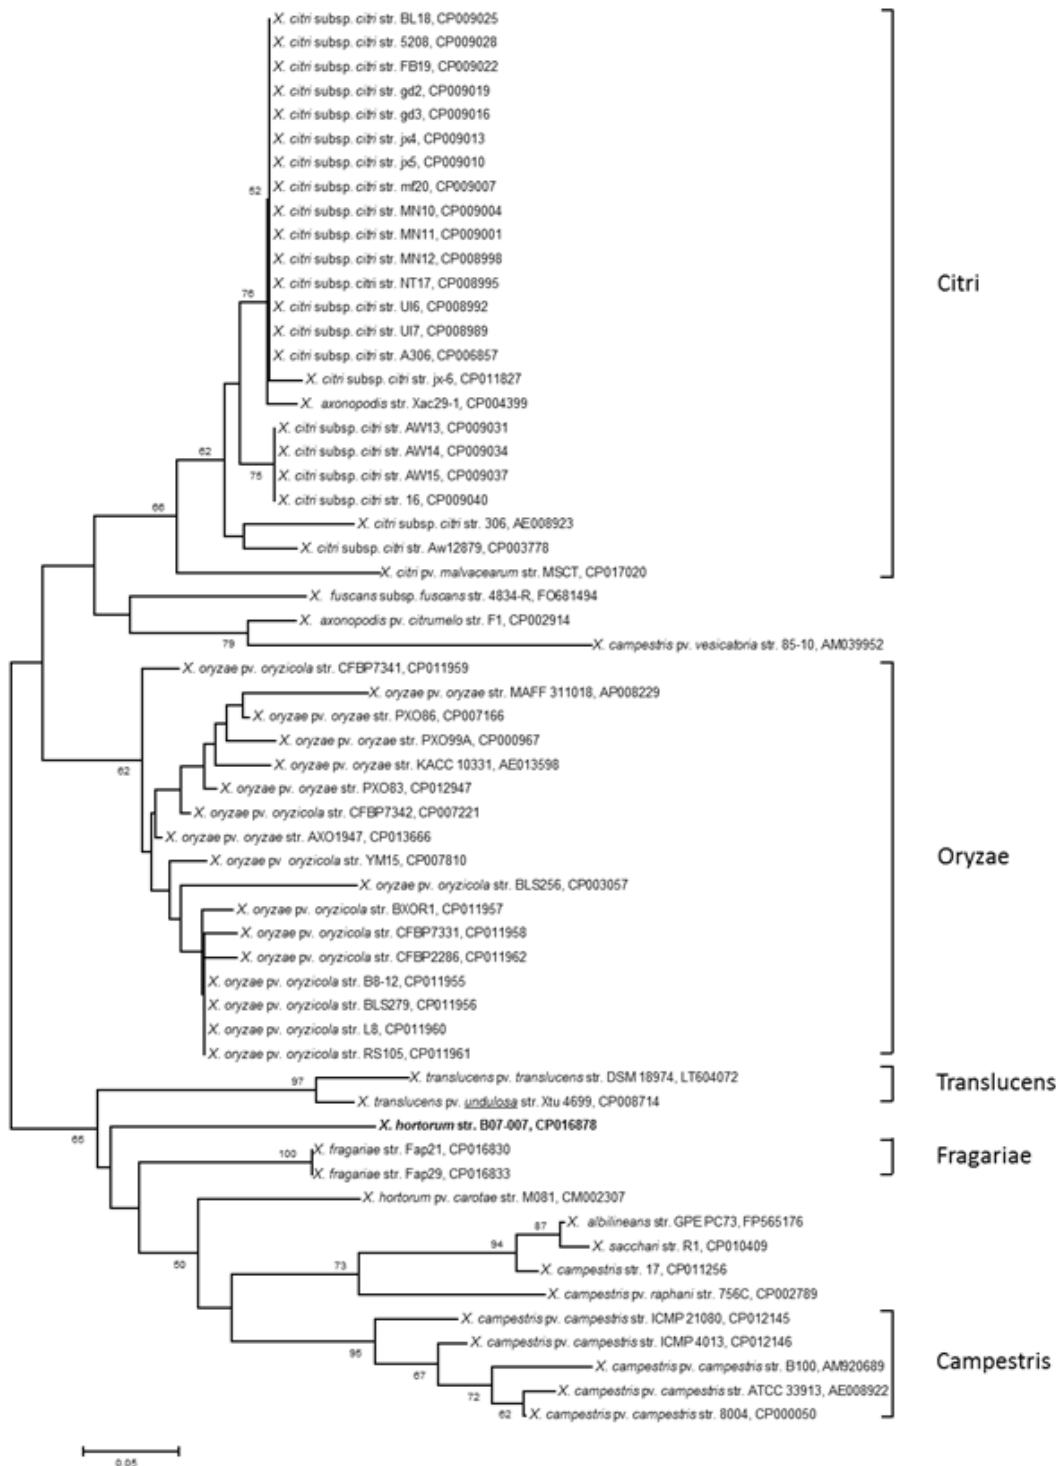 X. citri subsp. citri str. BL18, CP009025
X. citri subsp. citri str. 5208, CP009028
X. citri subsp. citri str. FB19, CP009022
X. citri subsp. citri str. gd2, CP009019
X. citri subsp. citri str. gd3, CP009016
X. citri subsp. citri str. jx4, CP009013
X. citri subsp. citri str. jx5, CP009010
X. citri subsp. citri str. mf20, CP009007
52
X. citri subsp. citri str. MN10, CP009004
X. citri subsp. citri str. MN11, CP009001
X. citri subsp. citri str. MN12, CP008998
X. citri subsp. citri str. NT17, CP008995
Citri
76
X. citri subsp. citri str. UI6, CP008992
X. citri subsp. citri str. UI7, CP008989
X. citri subsp. citri str. A306, CP006857
X. citri subsp. citri str. jx-6, CP011827
X. axonopodis str. Xac29-1, CP004399
X. citri subsp. citri str. AW13, CP009031
62
X. citri subsp. citri str. AW14, CP009034
75
X. citri subsp. citri str. AW15, CP009037
X. citri subsp. citri str. 16, CP009040
66
X. citri subsp. citri str. 306, AE008923
X. citri subsp. citri str. Aw12879, CP003778
X. citri pv. malvacearum str. MSCT, CP017020
X. fuscans subsp. fuscans str. 4834-R, FO681494
X. axonopodis pv. citrumelo str. F1, CP002914
79
X. campestris pv. vesicatoria str. 85-10, AM039952
X. oryzae pv. oryzicola str. CFBP7341, CP011959
X. oryzae pv. oryzae str. MAFF 311018, AP008229
X. oryzae pv. oryzae str. PXO86, CP007166
X. oryzae pv. oryzae str. PXO99A, CP000967
62
X. oryzae pv. oryzae str. KACC 10331, AE013598
X. oryzae pv. oryzae str. PXO83, CP012947
X. oryzae pv. oryzicola str. CFBP7342, CP007221
X. oryzae pv. oryzae str. AXO1947, CP013666
X. oryzae pv oryzicola str. YM15, CP007810
Oryzae
X. oryzae pv. oryzicola str. BLS256, CP003057
X. oryzae pv. oryzicola str. BXOR1, CP011957
X. oryzae pv. oryzicola str. CFBP7331, CP011958
X. oryzae pv. oryzicola str. CFBP2286, CP011962
X. oryzae pv. oryzicola str. B8-12, CP011955
X. oryzae pv. oryzicola str. BLS279, CP011956
X. oryzae pv. oryzicola str. L8, CP011960
X. oryzae pv. oryzicola str. RS105, CP011961
97
X. translucens pv. translucens str. DSM 18974, LT604072
Translucens
X. translucens pv. undulosa str. Xtu 4699, CP008714
65
X. hortorum str. B07-007, CP016878
100
X. fragariae str. Fap21, CP016830
Fragariae
X. fragariae str. Fap29, CP016833
X. hortorum pv. carotae str. M081, CM002307
87
X. albilineans str. GPE PC73, FP565176
94
X. sacchari str. R1, CP010409
50
73
X. campestris str. 17, CP011256
X. campestris pv. raphani str. 756C, CP002789
X. campestris pv. campestris str. ICMP 21080, CP012145
95
X. campestris pv. campestris str. ICMP 4013, CP012146
67
X. campestris pv. campestris str. B100, AM920689
Campestris
72
X. campestris pv. campestris str. ATCC 33913, AE008922
62
X. campestris pv. campestris str. 8004, CP000050
0.05